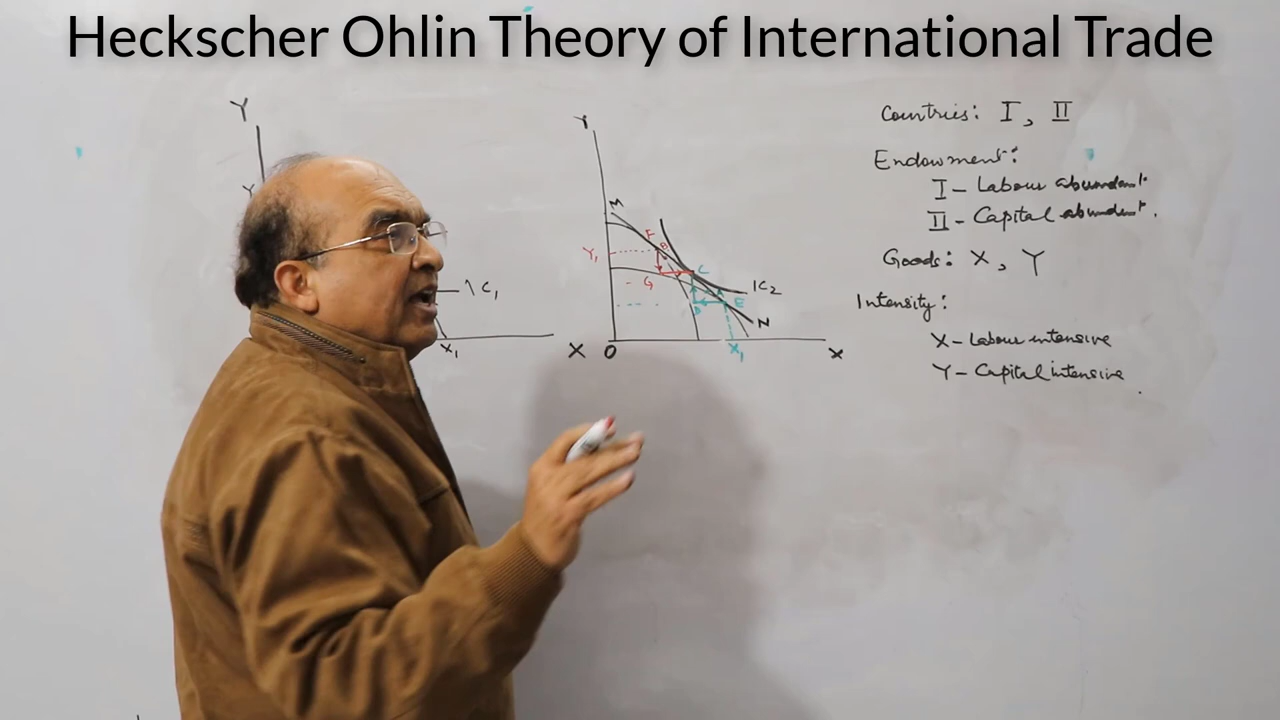 Heckscher Ohlin Theory of International Trade
Y
Y
IC₁
X₁
X
Y
M
Y₁
F
B
G
C
IC₂
A
D
E
N
O
X₁
X
Countries: I, II
Endowment:
I - Labour abundant
II - Capital abundant.
Goods: X, Y
Intensity:
X - Labour intensive
Y - Capital intensive